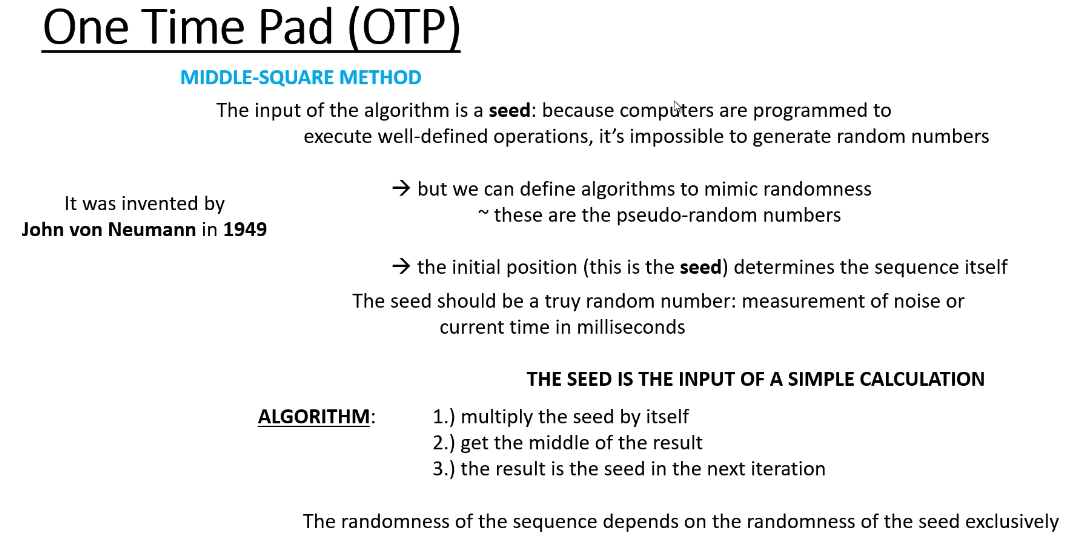 One Time Pad (OTP)
MIDDLE-SQUARE METHOD
The input of the algorithm is a seed: because computers are programmed to
execute well-defined operations, it's impossible to generate random numbers
→ but we can define algorithms to mimic randomness
~ these are the pseudo-random numbers
It was invented by
John von Neumann in 1949
→ the initial position (this is the seed) determines the sequence itself
The seed should be a truy random number: measurement of noise or
current time in milliseconds
THE SEED IS THE INPUT OF A SIMPLE CALCULATION
ALGORITHM: 1.) multiply the seed by itself
2.) get the middle of the result
3.) the result is the seed in the next iteration
The randomness of the sequence depends on the randomness of the seed exclusively